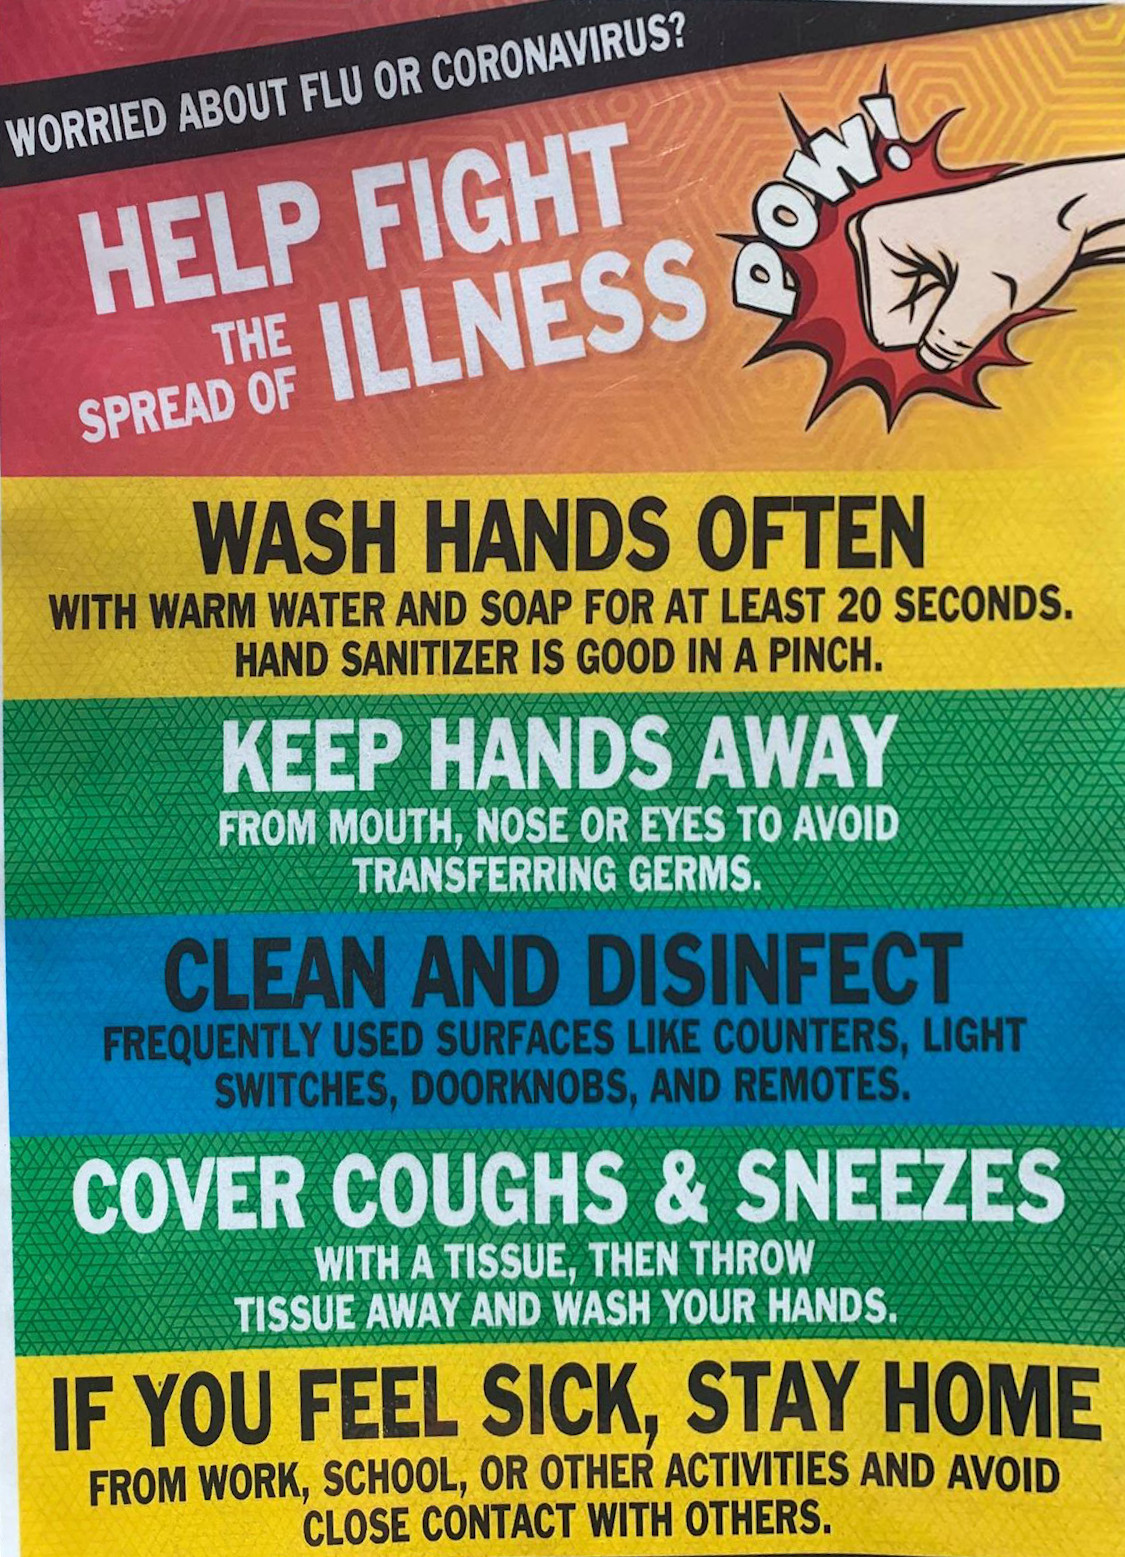 WORRIED ABOUT FLU OR CORONAVIRUS?
HELP FIGHT
THE
SPREAD OF
ILLNESS
POW!
WASH HANDS OFTEN
WITH WARM WATER AND SOAP FOR AT LEAST 20 SECONDS.
HAND SANITIZER IS GOOD IN A PINCH.
KEEP HANDS AWAY
FROM MOUTH, NOSE OR EYES TO AVOID
TRANSFERRING GERMS.
CLEAN AND DISINFECT
FREQUENTLY USED SURFACES LIKE COUNTERS, LIGHT
SWITCHES, DOORKNOBS, AND REMOTES.
COVER COUGHS & SNEEZES
WITH A TISSUE, THEN THROW
TISSUE AWAY AND WASH YOUR HANDS.
IF YOU FEEL SICK, STAY HOME
FROM WORK, SCHOOL, OR OTHER ACTIVITIES AND AVOID
CLOSE CONTACT WITH OTHERS.